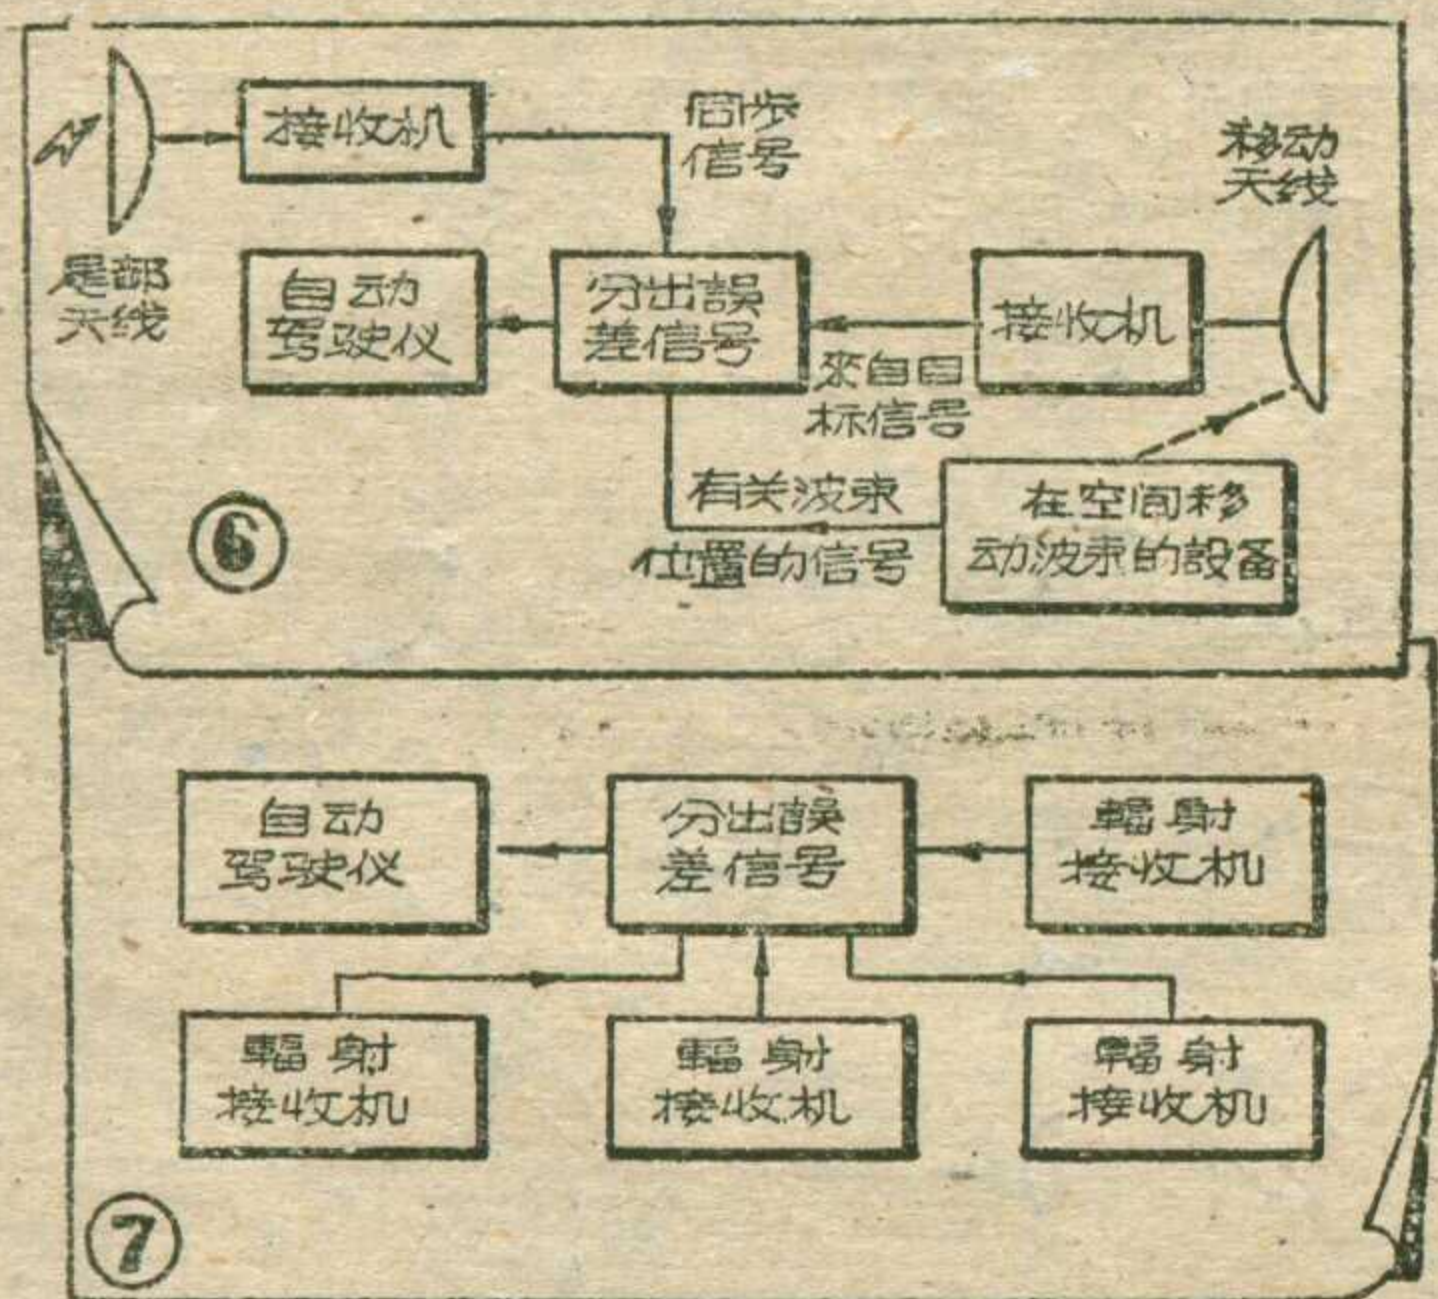 接收机
同步
信号
移动
天线
尾部
天线
自动
驾驶仪
分出誤
差信号
接收机
來自目
标信号
有关波束
位置的信号
在空间移
动波束的設备
6
自动
驾驶仪
分出誤
差信号
輻射
接收机
輻射
接收机
輻射
接收机
輻射
接收机
7